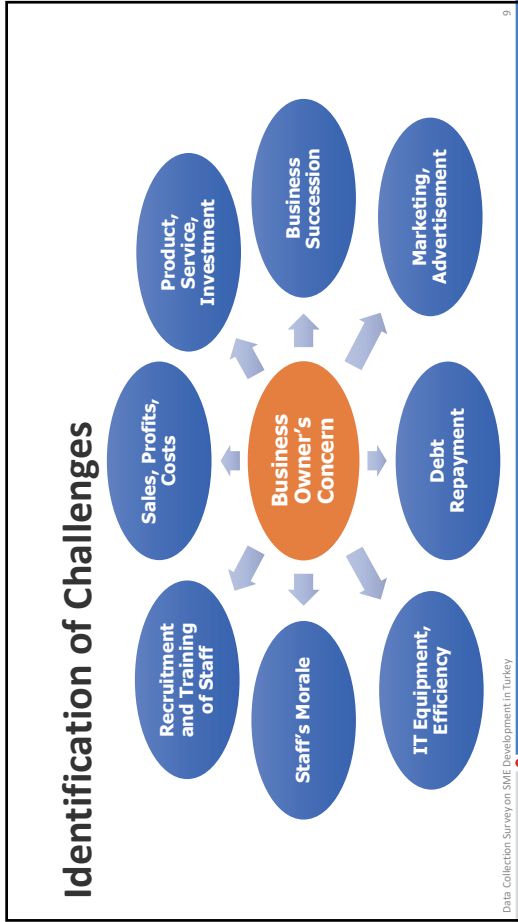 Identification of Challenges
Recruitment
and Training
of Staff
Sales, Profits,
Costs
Product,
Service,
Investment
Staff's Morale
Business
Owner's
Concern
Business
Succession
IT Equipment,
Efficiency
Debt
Repayment
Marketing,
Advertisement
Data Collection Survey on SME Development in Turkey
9